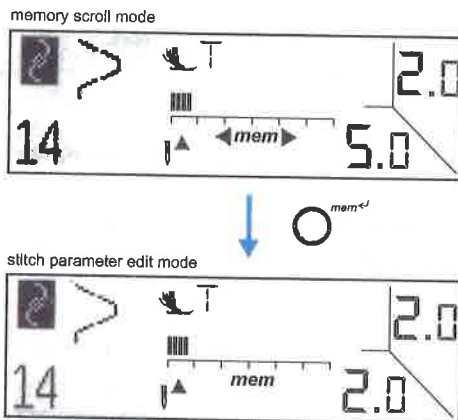 memory scroll mode
T
2.0
14
mem
5.0
mem↵
stitch parameter edit mode
T
2.0
14
mem
2.0